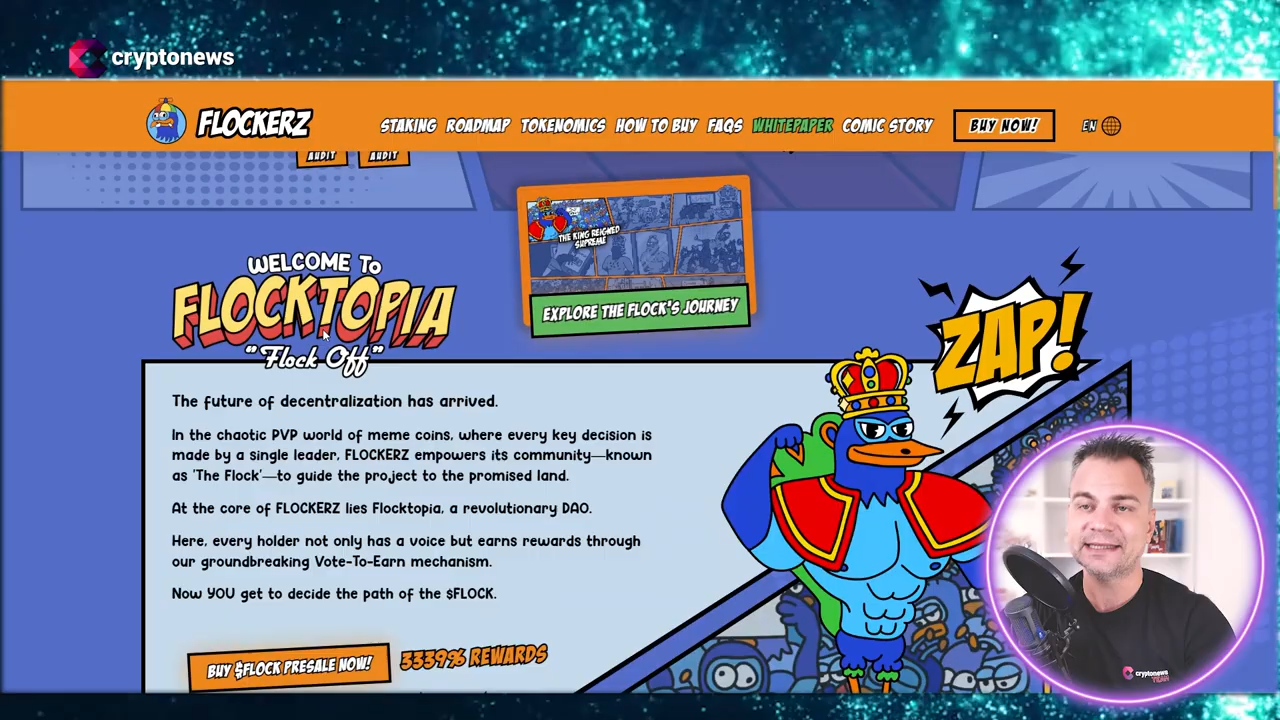 cryptonews
FLOCKERZ
STAKING ROADMAP TOKENOMICS HOW TO BUY FAQS WHITEPAPER COMIC STORY BUY NOW! EN
AUDIT AUDIT
THE KING REIGNED
SUPREME
EXPLORE THE FLOCK'S JOURNEY
WELCOME TO
FLOCKTOPIA
"Flock Off"
ZAP!
The future of decentralization has arrived.
In the chaotic PVP world of meme coins, where every key decision is
made by a single leader, FLOCKERZ empowers its community—known
as 'The Flock'—to guide the project to the promised land.
At the core of FLOCKERZ lies Flocktopia, a revolutionary DAO.
Here, every holder not only has a voice but earns rewards through
our groundbreaking Vote-To-Earn mechanism.
Now YOU get to decide the path of the $FLOCK.
BUY $FLOCK PRESALE NOW! 3339% REWARDS
cryptonews
TEAM